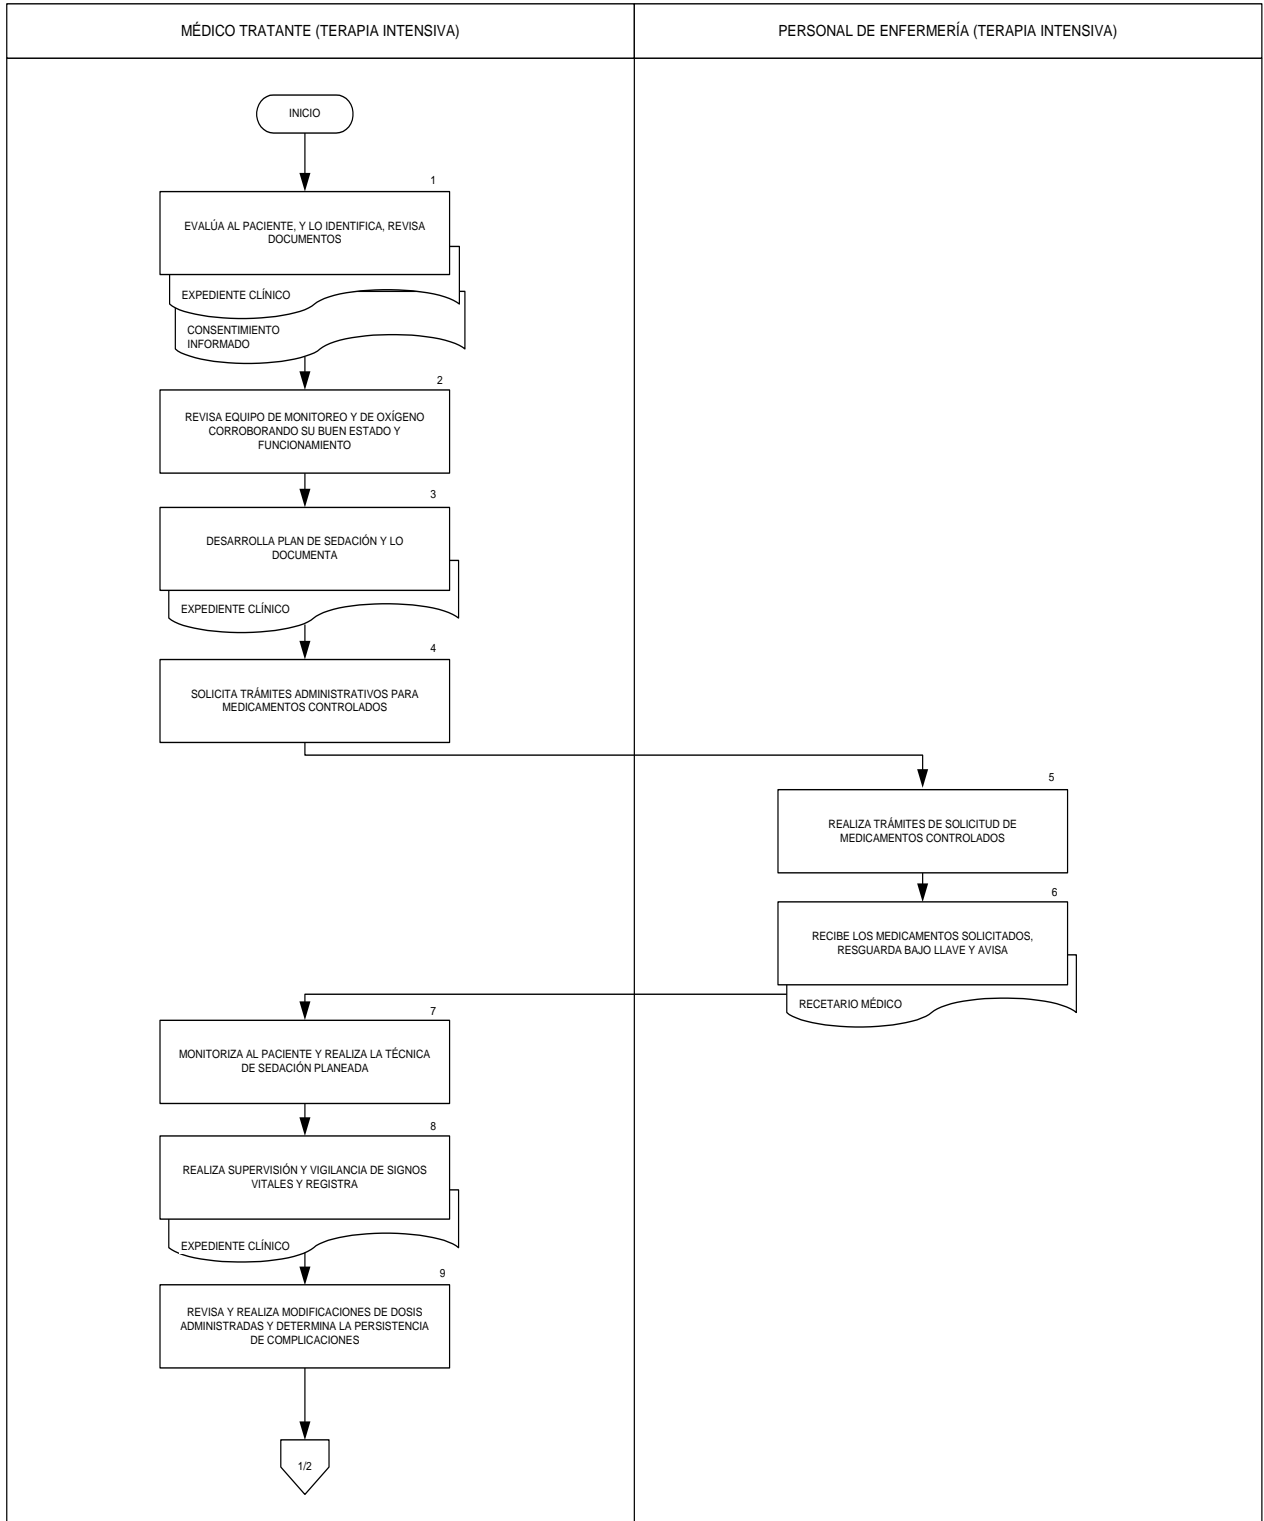 MÉDICO TRATANTE (TERAPIA INTENSIVA)
PERSONAL DE ENFERMERÍA (TERAPIA INTENSIVA)
INICIO
1
EVALÚA AL PACIENTE, Y LO IDENTIFICA, REVISA
DOCUMENTOS
EXPEDIENTE CLÍNICO
CONSENTIMIENTO
INFORMADO
2
REVISA EQUIPO DE MONITOREO Y DE OXÍGENO
CORROBORANDO SU BUEN ESTADO Y
FUNCIONAMIENTO
3
DESARROLLA PLAN DE SEDACIÓN Y LO
DOCUMENTA
EXPEDIENTE CLÍNICO
4
SOLICITA TRÁMITES ADMINISTRATIVOS PARA
MEDICAMENTOS CONTROLADOS
5
REALIZA TRÁMITES DE SOLICITUD DE
MEDICAMENTOS CONTROLADOS
6
RECIBE LOS MEDICAMENTOS SOLICITADOS,
RESGUARDA BAJO LLAVE Y AVISA
RECETARIO MÉDICO
7
MONITORIZA AL PACIENTE Y REALIZA LA TÉCNICA
DE SEDACIÓN PLANEADA
8
REALIZA SUPERVISIÓN Y VIGILANCIA DE SIGNOS
VITALES Y REGISTRA
EXPEDIENTE CLÍNICO
9
REVISA Y REALIZA MODIFICACIONES DE DOSIS
ADMINISTRADAS Y DETERMINA LA PERSISTENCIA
DE COMPLICACIONES
1/2